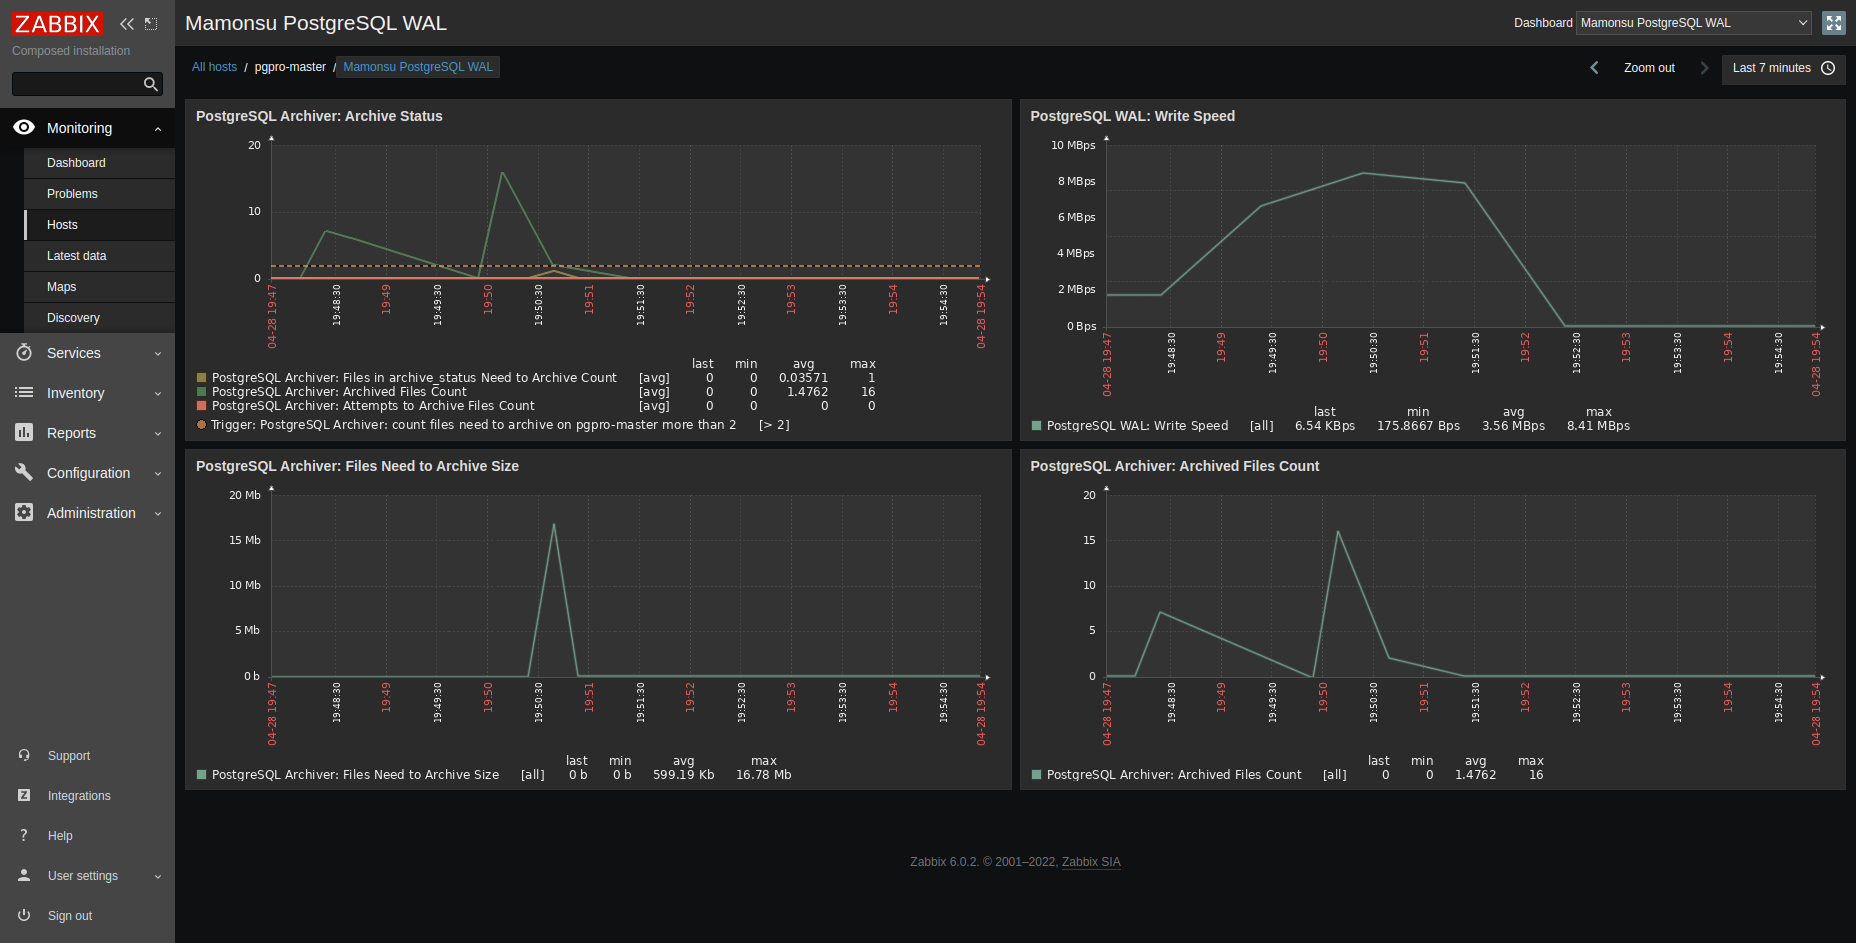 ZABBIX
Composed installation
Monitoring
Dashboard
Problems
Hosts
Latest data
Maps
Discovery
Services
Inventory
Reports
Configuration
Administration
Support
Integrations
? Help
User settings
Sign out
Mamonsu PostgreSQL WAL
Dashboard Mamonsu PostgreSQL WAL
All hosts / pgpro-master / Mamonsu PostgreSQL WAL
Zoom out
Last 7 minutes
PostgreSQL Archiver: Archive Status
20
10
0
04-28 19:47 19:48:30 19:49 19:49:30 19:50 19:50:30 19:51 19:51:30 19:52 19:52:30 19:53 19:53:30 19:54 19:54:30 04-28 19:54
last min avg max
PostgreSQL Archiver: Files in archive_status Need to Archive Count [avg] 0 0 0.03571 1
PostgreSQL Archiver: Archived Files Count [avg] 0 0 1.4762 16
PostgreSQL Archiver: Attempts to Archive Files Count [avg] 0 0 0 0
Trigger: PostgreSQL Archiver: count files need to archive on pgpro-master more than 2 [> 2]
PostgreSQL WAL: Write Speed
10 MBps
8 MBps
6 MBps
4 MBps
2 MBps
0 Bps
04-28 19:47 19:48:30 19:49 19:49:30 19:50 19:50:30 19:51 19:51:30 19:52 19:52:30 19:53 19:53:30 19:54 19:54:30 04-28 19:54
last min avg max
PostgreSQL WAL: Write Speed [all] 6.54 KBps 175.8667 Bps 3.56 MBps 8.41 MBps
PostgreSQL Archiver: Files Need to Archive Size
20 Mb
15 Mb
10 Mb
5 Mb
0 b
04-28 19:47 19:48:30 19:49 19:49:30 19:50 19:50:30 19:51 19:51:30 19:52 19:52:30 19:53 19:53:30 19:54 19:54:30 04-28 19:54
last min avg max
PostgreSQL Archiver: Files Need to Archive Size [all] 0 b 0 b 599.19 Kb 16.78 Mb
PostgreSQL Archiver: Archived Files Count
20
15
10
5
0
04-28 19:47 19:48:30 19:49 19:49:30 19:50 19:50:30 19:51 19:51:30 19:52 19:52:30 19:53 19:53:30 19:54 19:54:30 04-28 19:54
last min avg max
PostgreSQL Archiver: Archived Files Count [all] 0 0 1.4762 16
Zabbix 6.0.2. © 2001–2022, Zabbix SIA